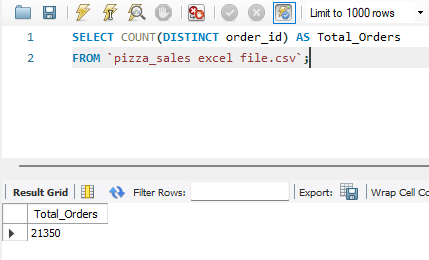 Limit to 1000 rows
1 SELECT COUNT(DISTINCT order_id) AS Total_Orders
2 FROM `pizza_sales excel file.csv`;
Result Grid Filter Rows: Export: Wrap Cell Co
Total_Orders
21350